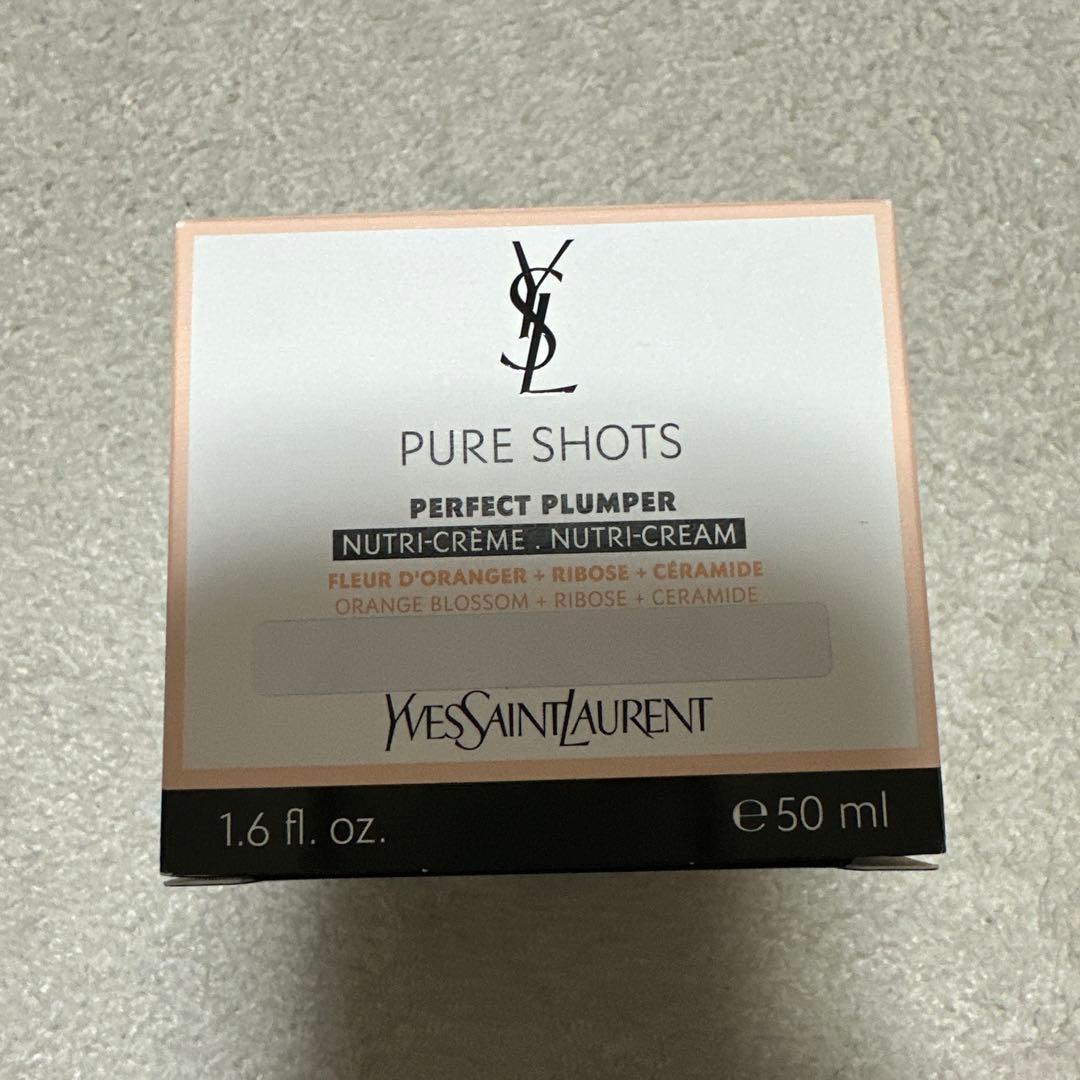 YSL
PURE SHOTS
PERFECT PLUMPER
NUTRI-CRÈME . NUTRI-CREAM
FLEUR D'ORANGER + RIBOSE + CÉRAMIDE
ORANGE BLOSSOM + RIBOSE + CERAMIDE
YVESSAINTLAURENT
1.6 fl. oz. ℮50 ml